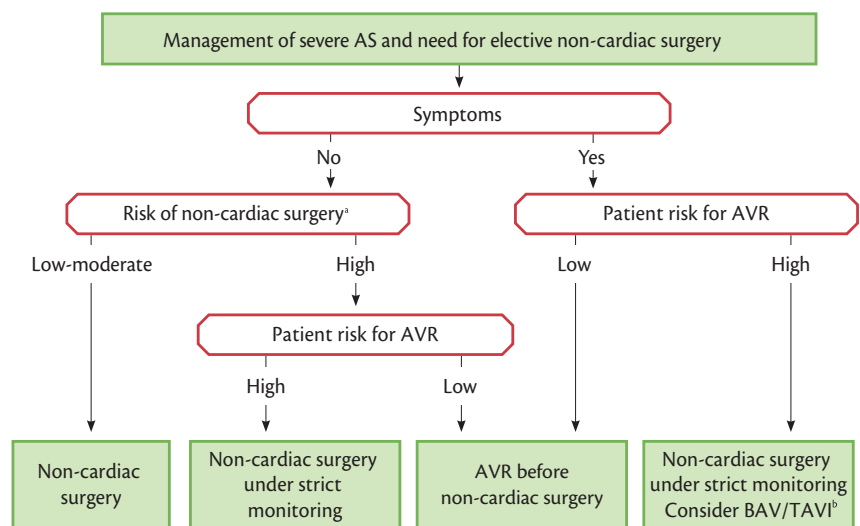 Management of severe AS and need for elective non-cardiac surgery
Symptoms
No
Yes
Risk of non-cardiac surgeryᵃ
Patient risk for AVR
Low-moderate
High
Low
High
Patient risk for AVR
High
Low
Non-cardiac
surgery
Non-cardiac surgery
under strict
monitoring
AVR before
non-cardiac surgery
Non-cardiac surgery
under strict monitoring
Consider BAV/TAVIᵇ